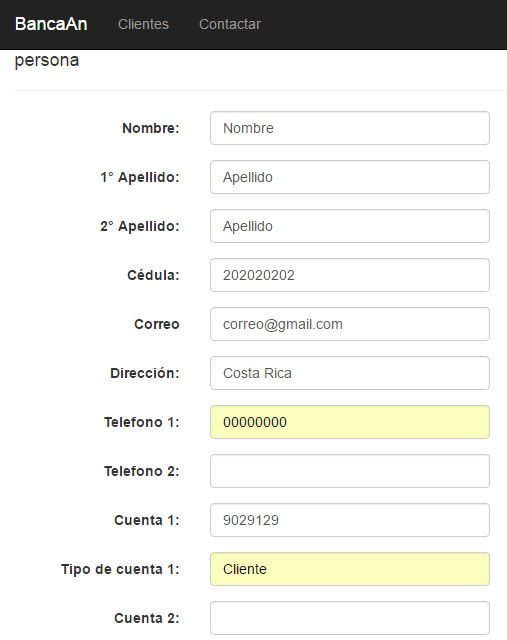 BancaAn Clientes Contactar
persona
Nombre: Nombre
1° Apellido: Apellido
2° Apellido: Apellido
Cédula: 202020202
Correo correo@gmail.com
Dirección: Costa Rica
Telefono 1: 00000000
Telefono 2:
Cuenta 1: 9029129
Tipo de cuenta 1: Cliente
Cuenta 2: